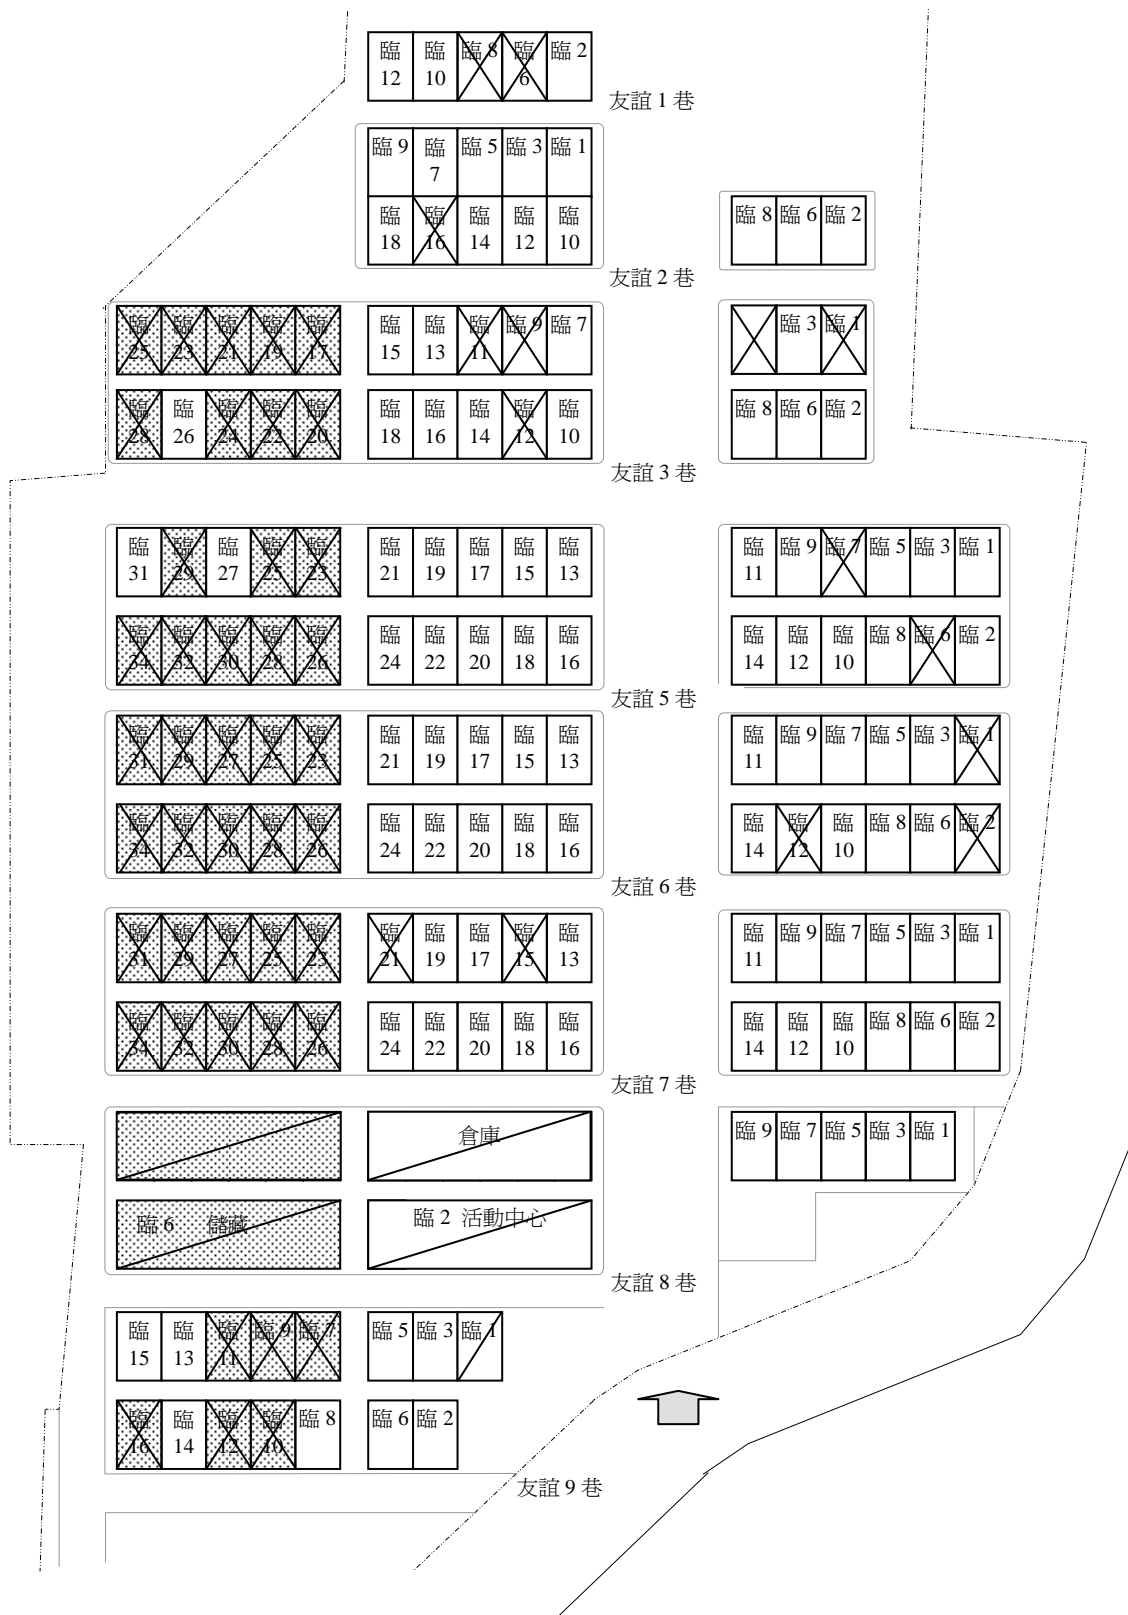 臨 12 臨 10 臨 8 臨 6 臨 2
友誼 1 巷
臨 9 臨 7 臨 5 臨 3 臨 1
臨 18 臨 16 臨 14 臨 12 臨 10
臨 8 臨 6 臨 2
友誼 2 巷
臨 25 臨 23 臨 21 臨 19 臨 17 臨 15 臨 13 臨 11 臨 9 臨 7 臨 3 臨 1
臨 28 臨 26 臨 24 臨 22 臨 20 臨 18 臨 16 臨 14 臨 12 臨 10 臨 8 臨 6 臨 2
友誼 3 巷
臨 31 臨 29 臨 27 臨 25 臨 23 臨 21 臨 19 臨 17 臨 15 臨 13 臨 11 臨 9 臨 7 臨 5 臨 3 臨 1
臨 34 臨 32 臨 30 臨 28 臨 26 臨 24 臨 22 臨 20 臨 18 臨 16 臨 14 臨 12 臨 10 臨 8 臨 6 臨 2
友誼 5 巷
臨 31 臨 29 臨 27 臨 25 臨 23 臨 21 臨 19 臨 17 臨 15 臨 13 臨 11 臨 9 臨 7 臨 5 臨 3 臨 1
臨 34 臨 32 臨 30 臨 28 臨 26 臨 24 臨 22 臨 20 臨 18 臨 16 臨 14 臨 12 臨 10 臨 8 臨 6 臨 2
友誼 6 巷
臨 31 臨 29 臨 27 臨 25 臨 23 臨 21 臨 19 臨 17 臨 15 臨 13 臨 11 臨 9 臨 7 臨 5 臨 3 臨 1
臨 34 臨 32 臨 30 臨 28 臨 26 臨 24 臨 22 臨 20 臨 18 臨 16 臨 14 臨 12 臨 10 臨 8 臨 6 臨 2
友誼 7 巷
倉庫 臨 9 臨 7 臨 5 臨 3 臨 1
臨 6 儲藏 臨 2 活動中心
友誼 8 巷
臨 15 臨 13 臨 11 臨 9 臨 7 臨 5 臨 3 臨 1
臨 16 臨 14 臨 12 臨 10 臨 8 臨 6 臨 2
友誼 9 巷